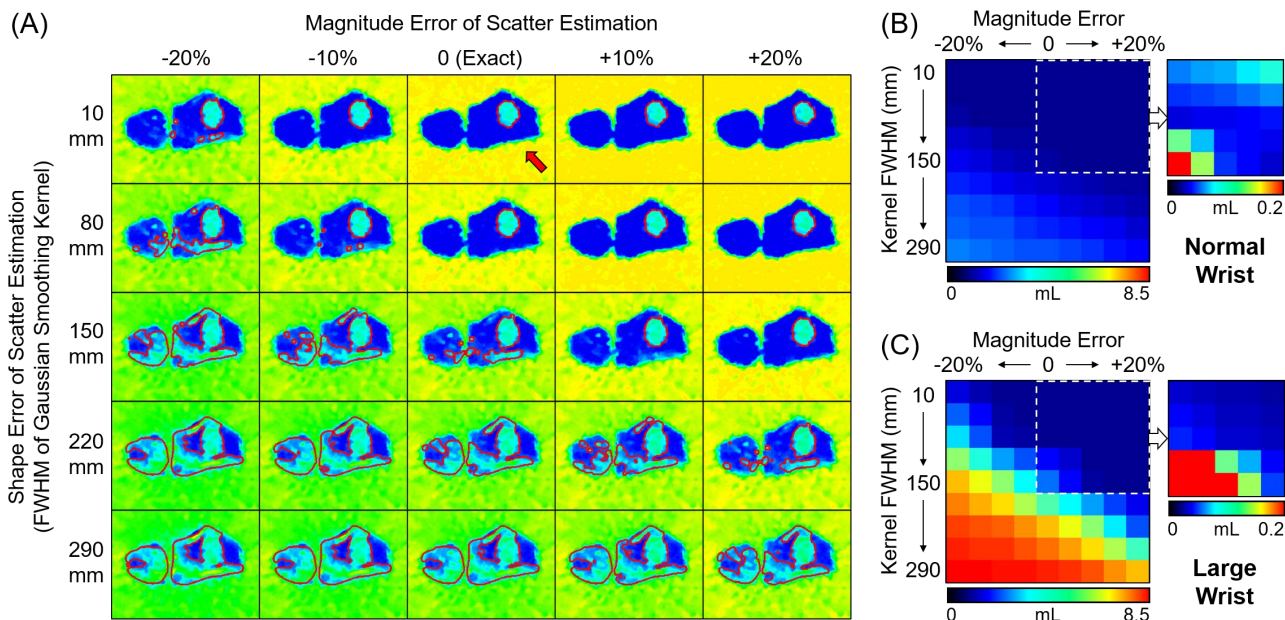 (A)
Magnitude Error of Scatter Estimation
-20%
-10%
0 (Exact)
+10%
+20%
Shape Error of Scatter Estimation
(FWHM of Gaussian Smoothing Kernel)
10
mm
80
mm
150
mm
220
mm
290
mm
(B)
Magnitude Error
-20% ← 0 → +20%
Kernel FWHM (mm)
10
150
290
0 mL 8.5
0 mL 0.2
Normal
Wrist
(C)
Magnitude Error
-20% ← 0 → +20%
Kernel FWHM (mm)
10
150
290
0 mL 8.5
0 mL 0.2
Large
Wrist